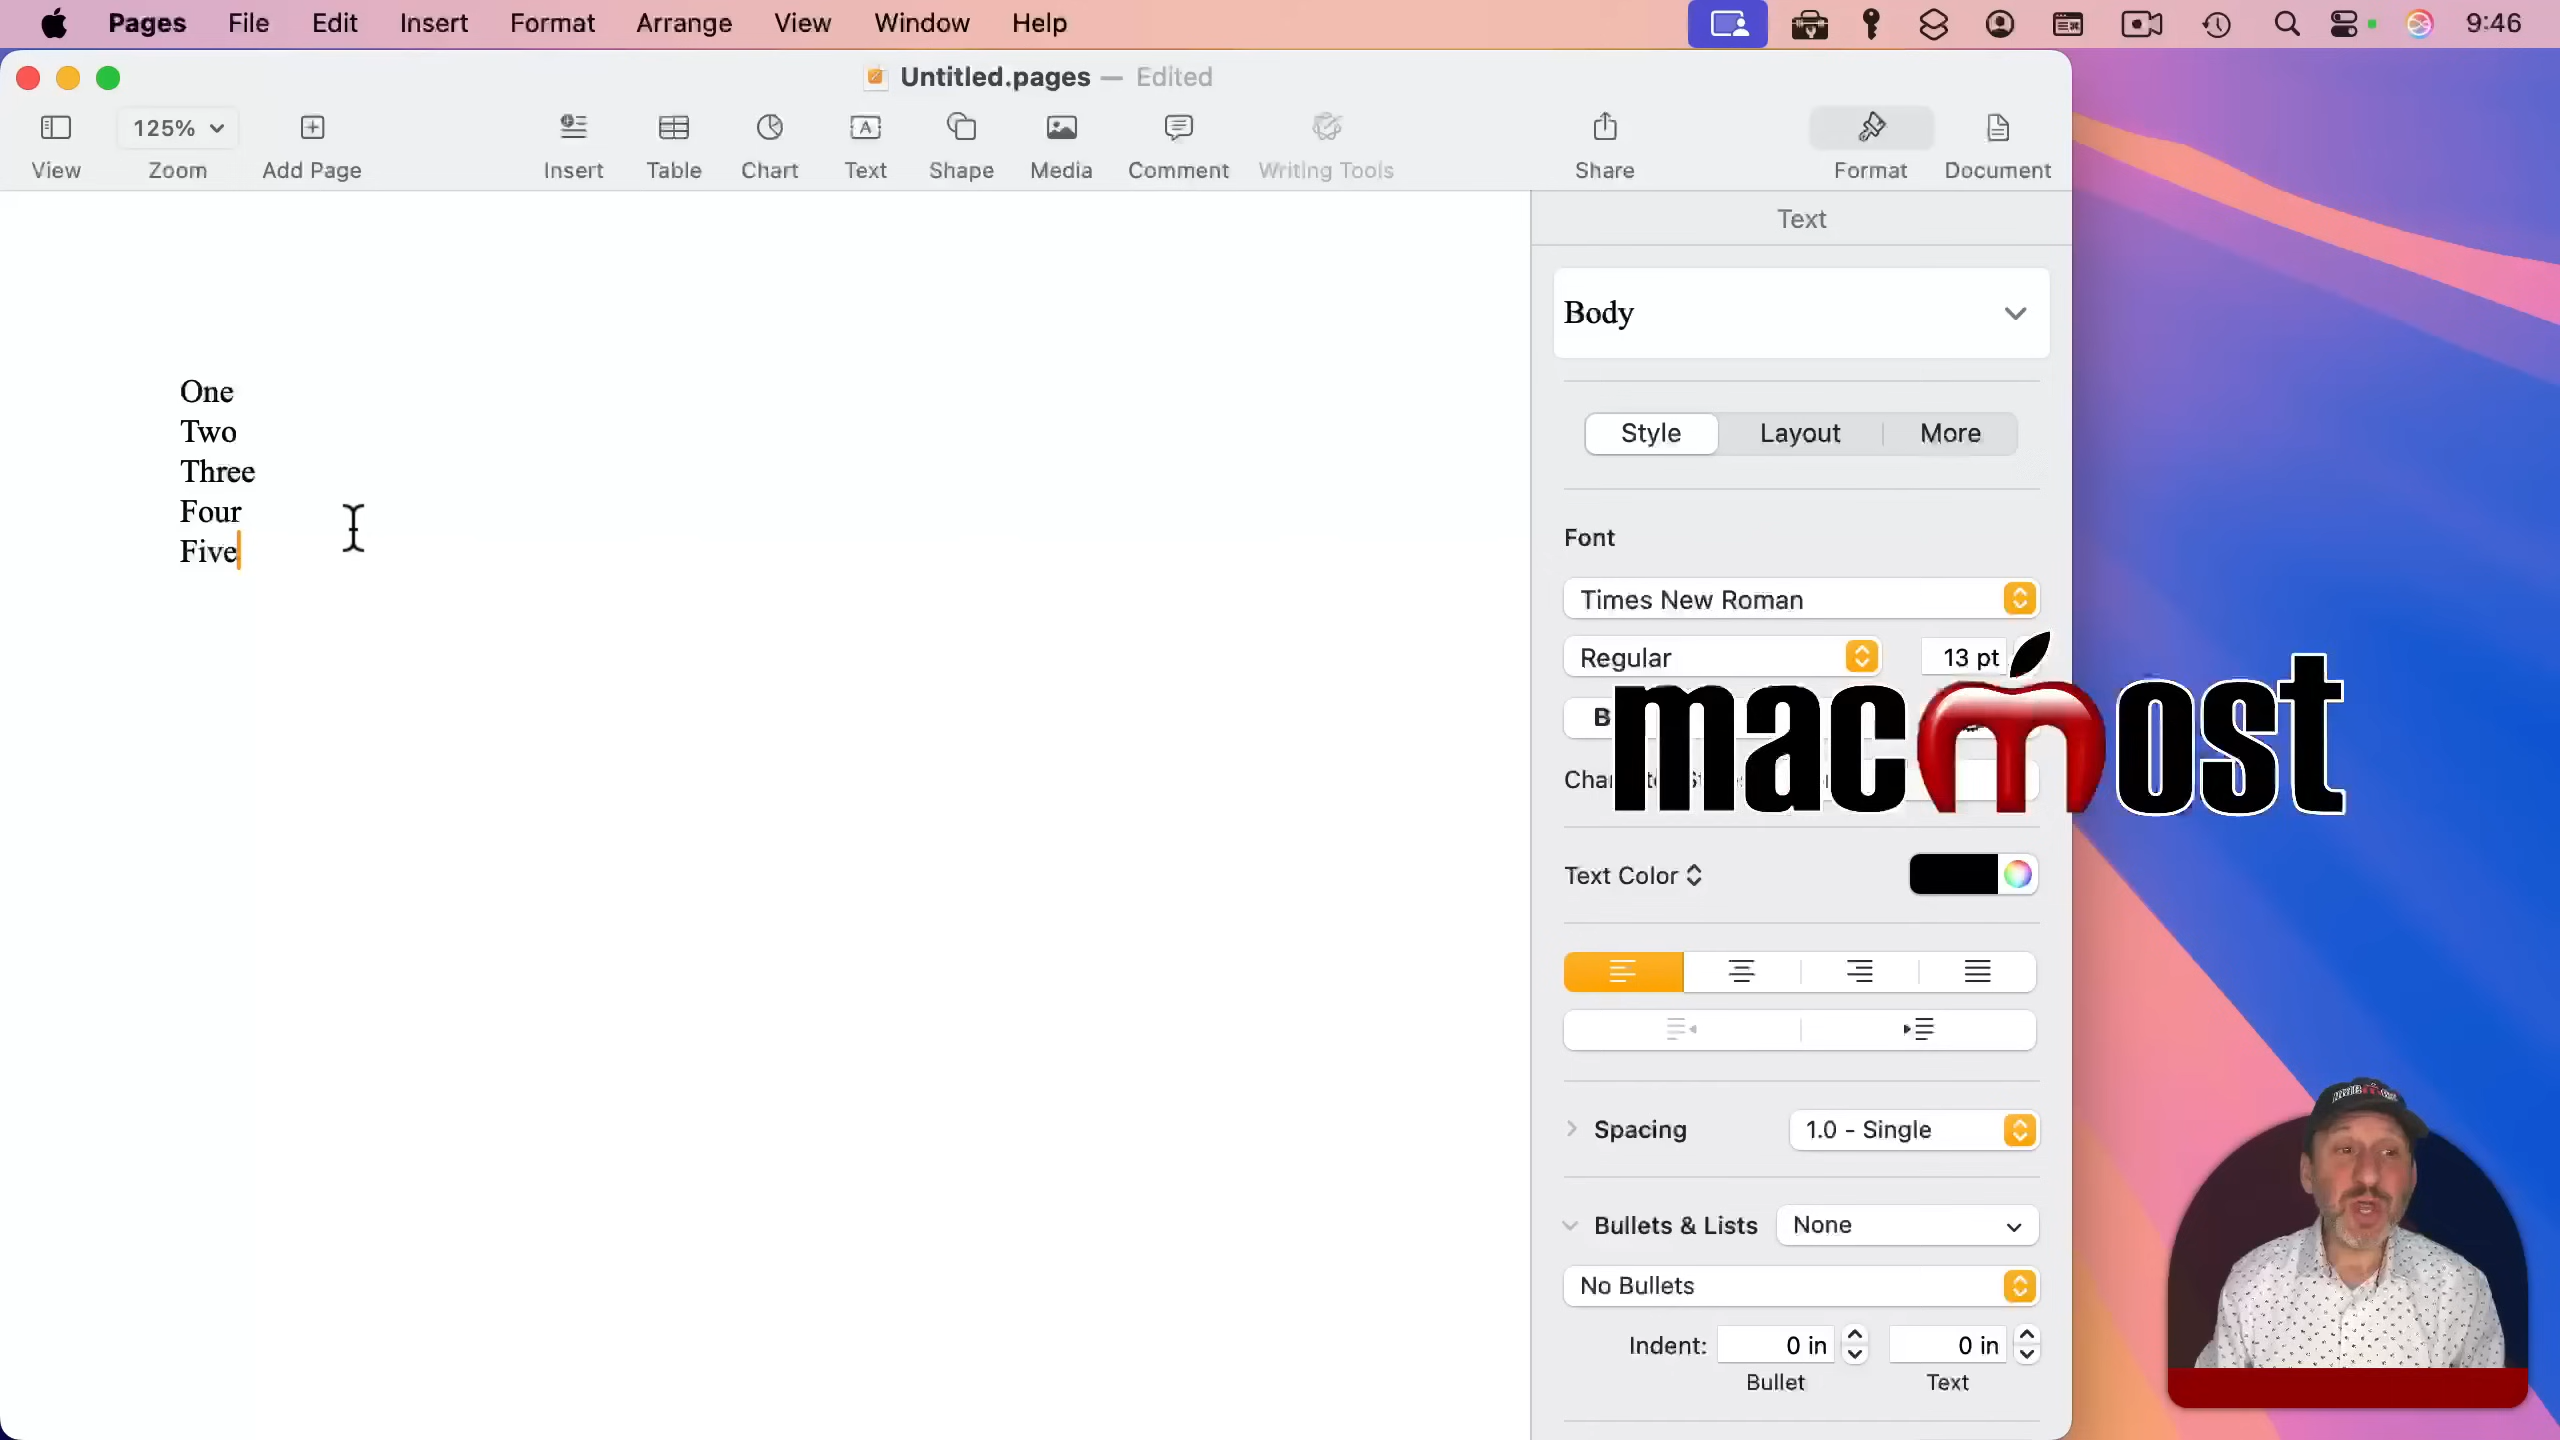 Pages File Edit Insert Format Arrange View Window Help 9:46
Untitled.pages — Edited
125%
View Zoom Add Page Insert Table Chart Text Shape Media Comment Writing Tools Share Format Document
Text
Body
Style Layout More
One
Two
Three
Four
Five
Font
Times New Roman
Regular 13 pt
B
macmost
Text Color
Spacing 1.0 - Single
Bullets & Lists None
No Bullets
Indent: 0 in 0 in
Bullet Text